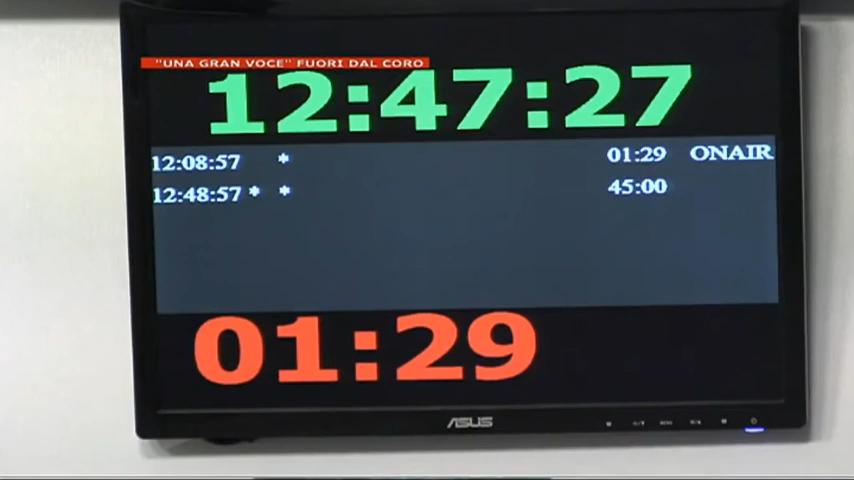 "UNA GRAN VOCE" FUORI DAL CORO
12:47:27
12:08:57 * 01:29 ONAIR
12:48:57 * * 45:00
01:29
ASUS